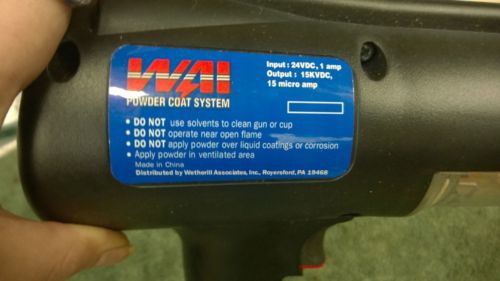 WAI
POWDER COAT SYSTEM
Input : 24VDC, 1 amp
Output : 15KVDC,
15 micro amp
• DO NOT use solvents to clean gun or cup
• DO NOT operate near open flame
• DO NOT apply powder over liquid coatings or corrosion
• Apply powder in ventilated area
Made in China
Distributed by Wetherill Associates, Inc., Royersford, PA 19468